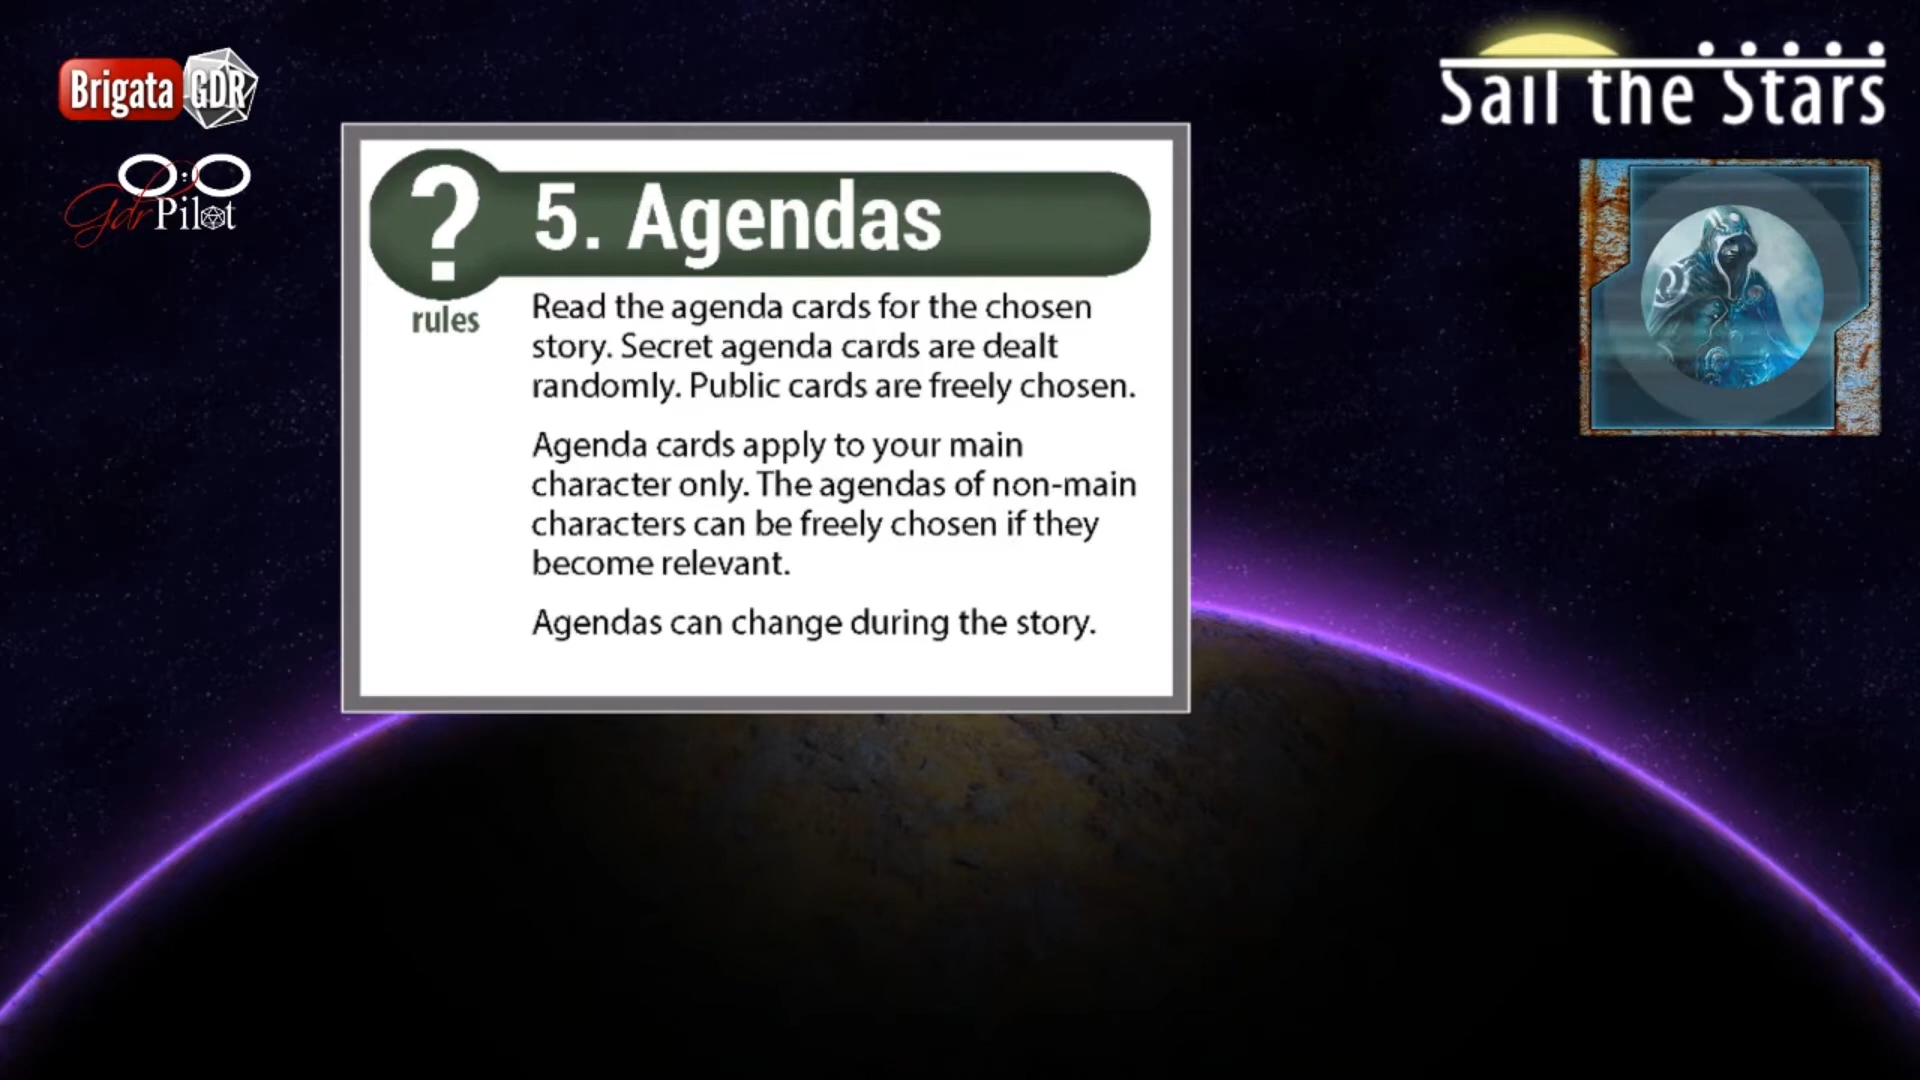 Brigata GDR
Gdr Pilot
Sail the Stars
?
rules
5. Agendas
Read the agenda cards for the chosen
story. Secret agenda cards are dealt
randomly. Public cards are freely chosen.
Agenda cards apply to your main
character only. The agendas of non-main
characters can be freely chosen if they
become relevant.
Agendas can change during the story.